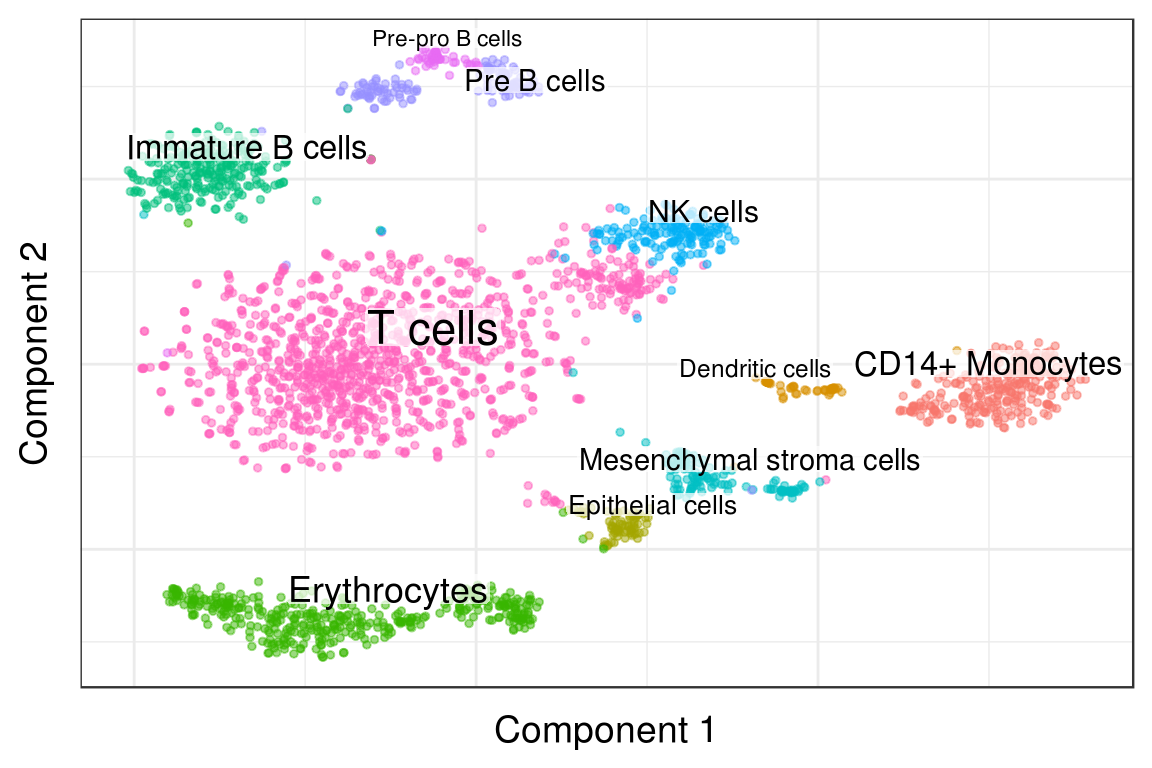 Pre-pro B cells
Pre B cells
Immature B cells
NK cells
T cells
Dendritic cells
CD14+ Monocytes
Mesenchymal stroma cells
Epithelial cells
Erythrocytes
Component 2
Component 1